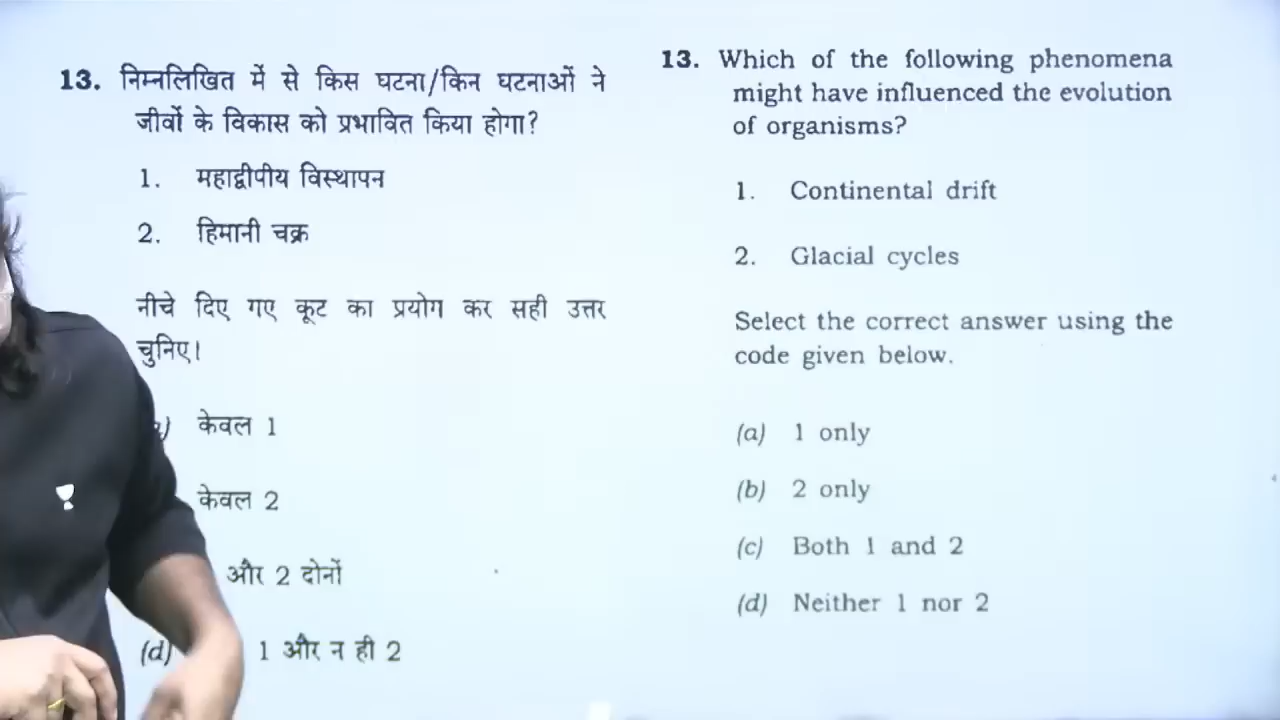 13. निम्नलिखित में से किस घटना/किन घटनाओं ने
जीवों के विकास को प्रभावित किया होगा?
1. महाद्वीपीय विस्थापन
2. हिमानी चक्र
नीचे दिए गए कूट का प्रयोग कर सही उत्तर
चुनिए।
केवल 1
केवल 2
और 2 दोनों
(d) 1 और न ही 2
13. Which of the following phenomena
might have influenced the evolution
of organisms?
1. Continental drift
2. Glacial cycles
Select the correct answer using the
code given below.
(a) 1 only
(b) 2 only
(c) Both 1 and 2
(d) Neither 1 nor 2